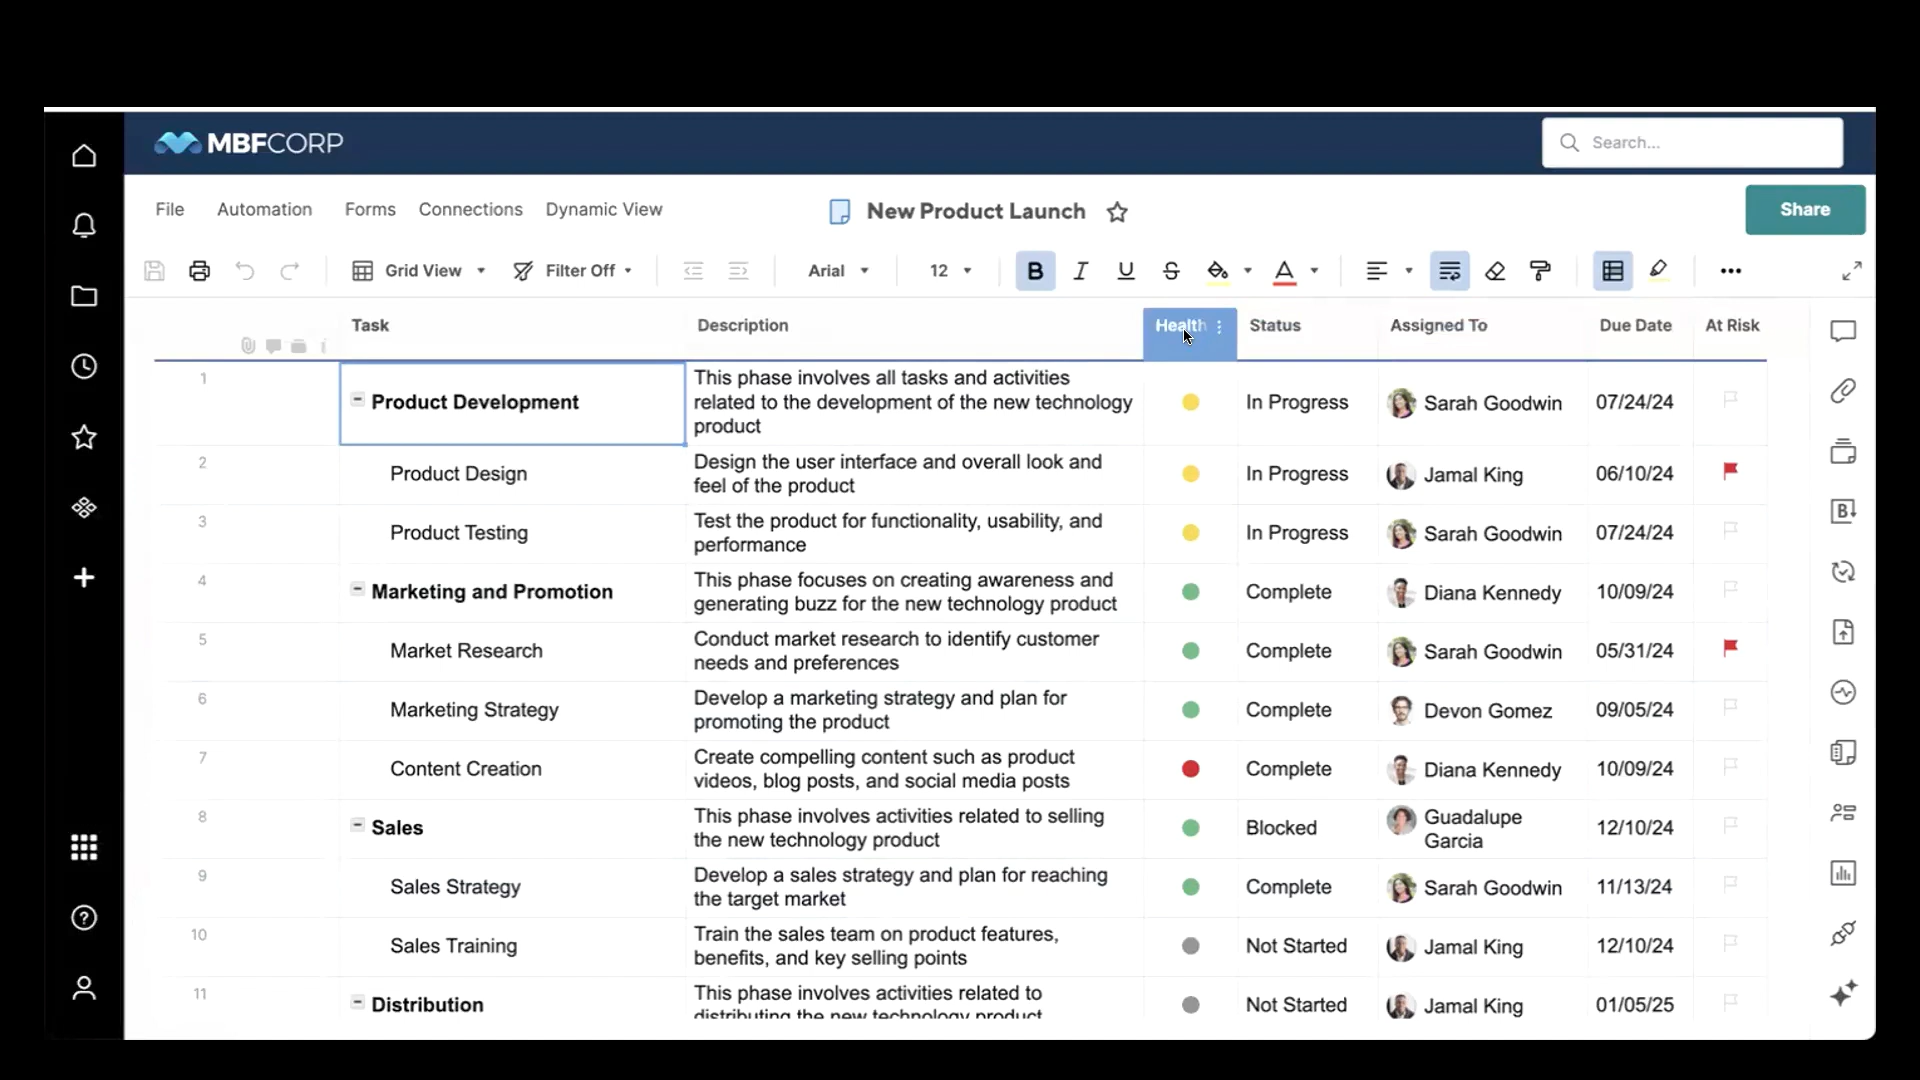 MBFCORP
Search...
File Automation Forms Connections Dynamic View
New Product Launch
Share
Grid View Filter Off Arial 12 B I U S A
Task Description Health Status Assigned To Due Date At Risk
1
Product Development
This phase involves all tasks and activities
related to the development of the new technology
product
In Progress
Sarah Goodwin
07/24/24
2
Product Design
Design the user interface and overall look and
feel of the product
In Progress
Jamal King
06/10/24
3
Product Testing
Test the product for functionality, usability, and
performance
In Progress
Sarah Goodwin
07/24/24
4
Marketing and Promotion
This phase focuses on creating awareness and
generating buzz for the new technology product
Complete
Diana Kennedy
10/09/24
5
Market Research
Conduct market research to identify customer
needs and preferences
Complete
Sarah Goodwin
05/31/24
6
Marketing Strategy
Develop a marketing strategy and plan for
promoting the product
Complete
Devon Gomez
09/05/24
7
Content Creation
Create compelling content such as product
videos, blog posts, and social media posts
Complete
Diana Kennedy
10/09/24
8
Sales
This phase involves activities related to selling
the new technology product
Blocked
Guadalupe
Garcia
12/10/24
9
Sales Strategy
Develop a sales strategy and plan for reaching
the target market
Complete
Sarah Goodwin
11/13/24
10
Sales Training
Train the sales team on product features,
benefits, and key selling points
Not Started
Jamal King
12/10/24
11
Distribution
This phase involves activities related to
distributing the new technology product
Not Started
Jamal King
01/05/25